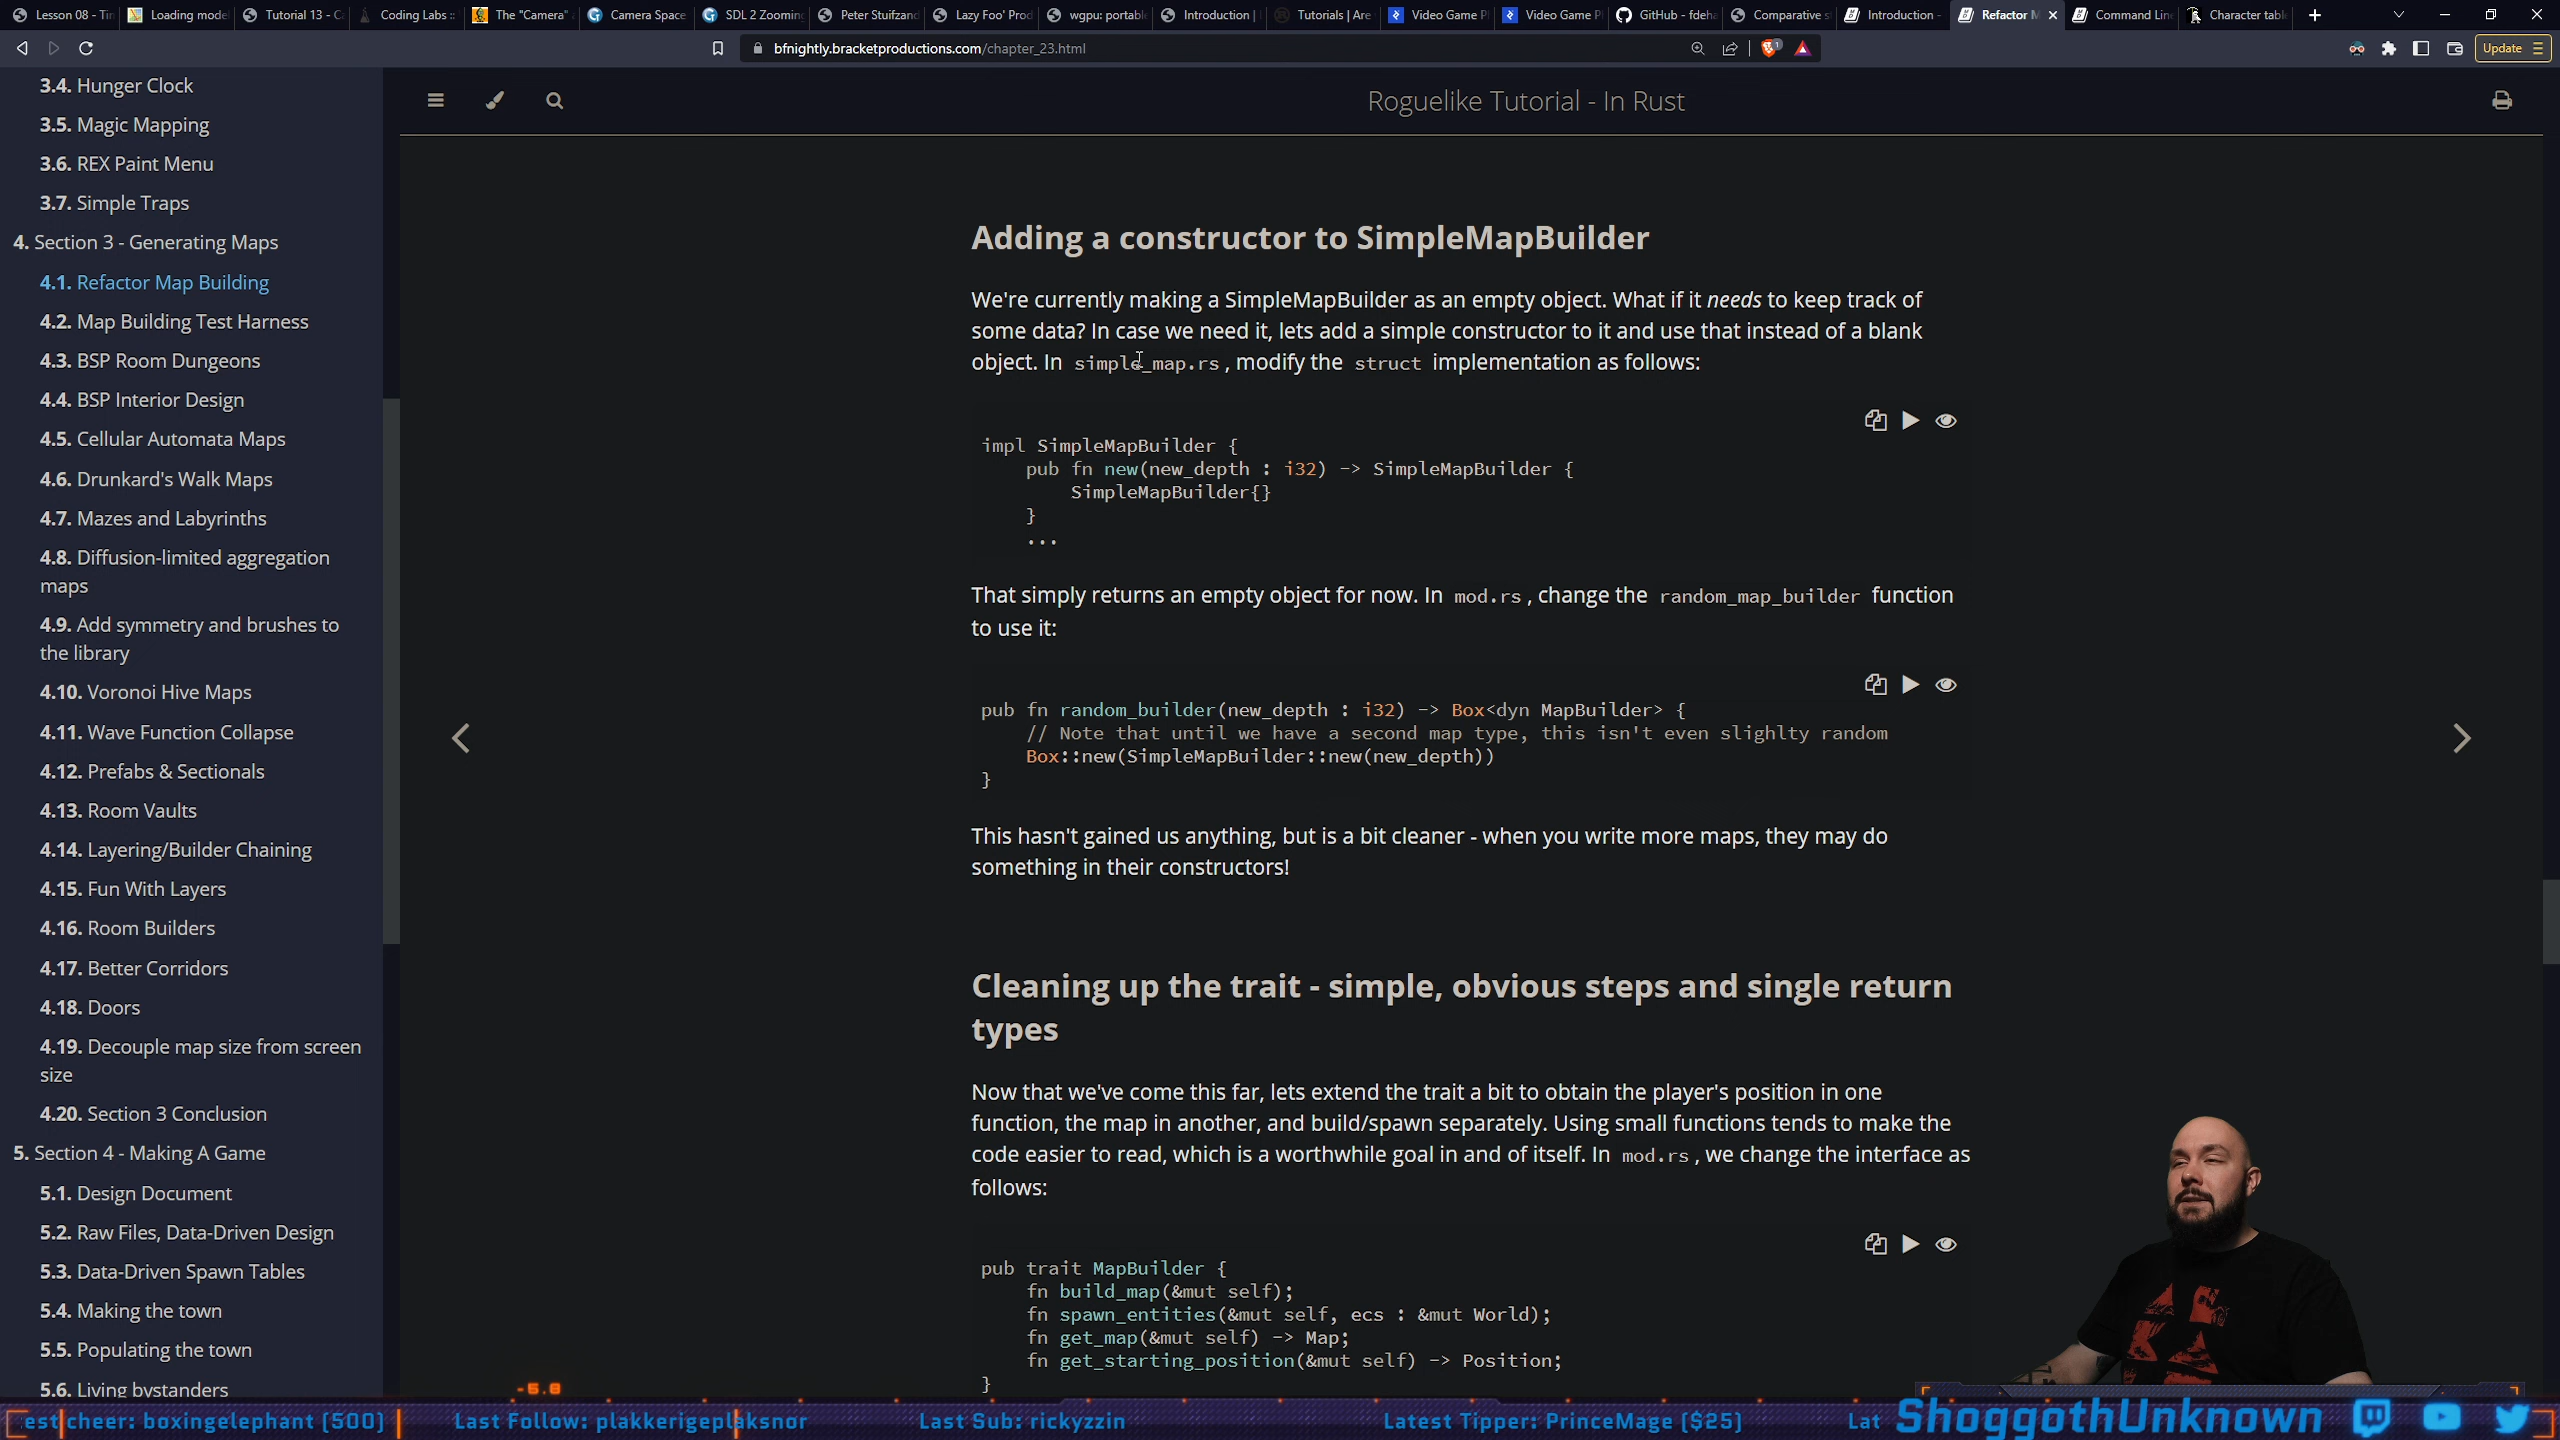 Lesson 08 - Tim
Loading mode
Tutorial 13 - C
Coding Labs ::
The "Camera"
Camera Space
SDL 2 Zooming
Peter Stuifzand
Lazy Foo' Prod
wgpu: portable
Introduction |
Tutorials | Are
Video Game P
Video Game P
GitHub - fdeha
Comparative s
Introduction -
Refactor M
Command Line
Character table
bfnightly.bracketproductions.com/chapter_23.html
Update
3.4. Hunger Clock
3.5. Magic Mapping
3.6. REX Paint Menu
3.7. Simple Traps
4. Section 3 - Generating Maps
4.1. Refactor Map Building
4.2. Map Building Test Harness
4.3. BSP Room Dungeons
4.4. BSP Interior Design
4.5. Cellular Automata Maps
4.6. Drunkard's Walk Maps
4.7. Mazes and Labyrinths
4.8. Diffusion-limited aggregation
maps
4.9. Add symmetry and brushes to
the library
4.10. Voronoi Hive Maps
4.11. Wave Function Collapse
4.12. Prefabs & Sectionals
4.13. Room Vaults
4.14. Layering/Builder Chaining
4.15. Fun With Layers
4.16. Room Builders
4.17. Better Corridors
4.18. Doors
4.19. Decouple map size from screen
size
4.20. Section 3 Conclusion
5. Section 4 - Making A Game
5.1. Design Document
5.2. Raw Files, Data-Driven Design
5.3. Data-Driven Spawn Tables
5.4. Making the town
5.5. Populating the town
5.6. Living bystanders
Roguelike Tutorial - In Rust
Adding a constructor to SimpleMapBuilder
We're currently making a SimpleMapBuilder as an empty object. What if it needs to keep track of
some data? In case we need it, lets add a simple constructor to it and use that instead of a blank
object. In simple_map.rs, modify the struct implementation as follows:
impl SimpleMapBuilder {
pub fn new(new_depth : i32) -> SimpleMapBuilder {
SimpleMapBuilder{}
}
...
That simply returns an empty object for now. In mod.rs, change the random_map_builder function
to use it:
pub fn random_builder(new_depth : i32) -> Box<dyn MapBuilder> {
// Note that until we have a second map type, this isn't even slighlty random
Box::new(SimpleMapBuilder::new(new_depth))
}
This hasn't gained us anything, but is a bit cleaner - when you write more maps, they may do
something in their constructors!
Cleaning up the trait - simple, obvious steps and single return
types
Now that we've come this far, lets extend the trait a bit to obtain the player's position in one
function, the map in another, and build/spawn separately. Using small functions tends to make the
code easier to read, which is a worthwhile goal in and of itself. In mod.rs, we change the interface as
follows:
pub trait MapBuilder {
fn build_map(&mut self);
fn spawn_entities(&mut self, ecs : &mut World);
fn get_map(&mut self) -> Map;
fn get_starting_position(&mut self) -> Position;
}
-5.8
est cheer: boxingelephant (500)
Last Follow: plakkerigeplaksnor
Last Sub: rickyzzin
Latest Tipper: PrinceMage ($25)
Lat
ShoggothUnknown